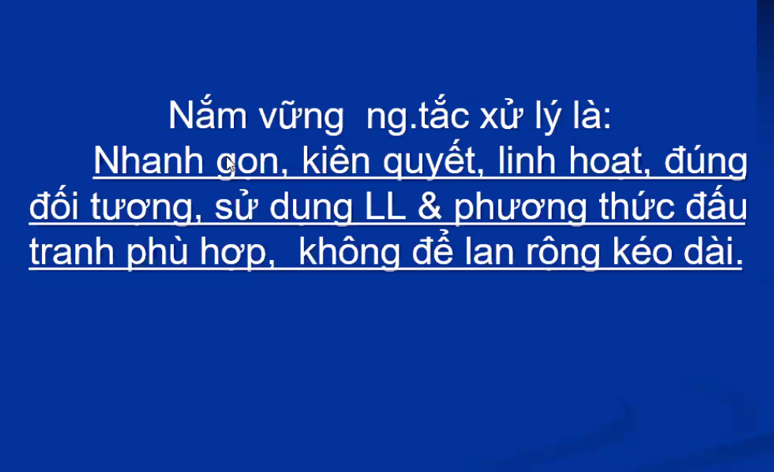 Nắm vững ng.tắc xử lý là:
Nhanh gọn, kiên quyết, linh hoạt, đúng
đối tượng, sử dụng LL & phương thức đấu
tranh phù hợp, không để lan rộng kéo dài.